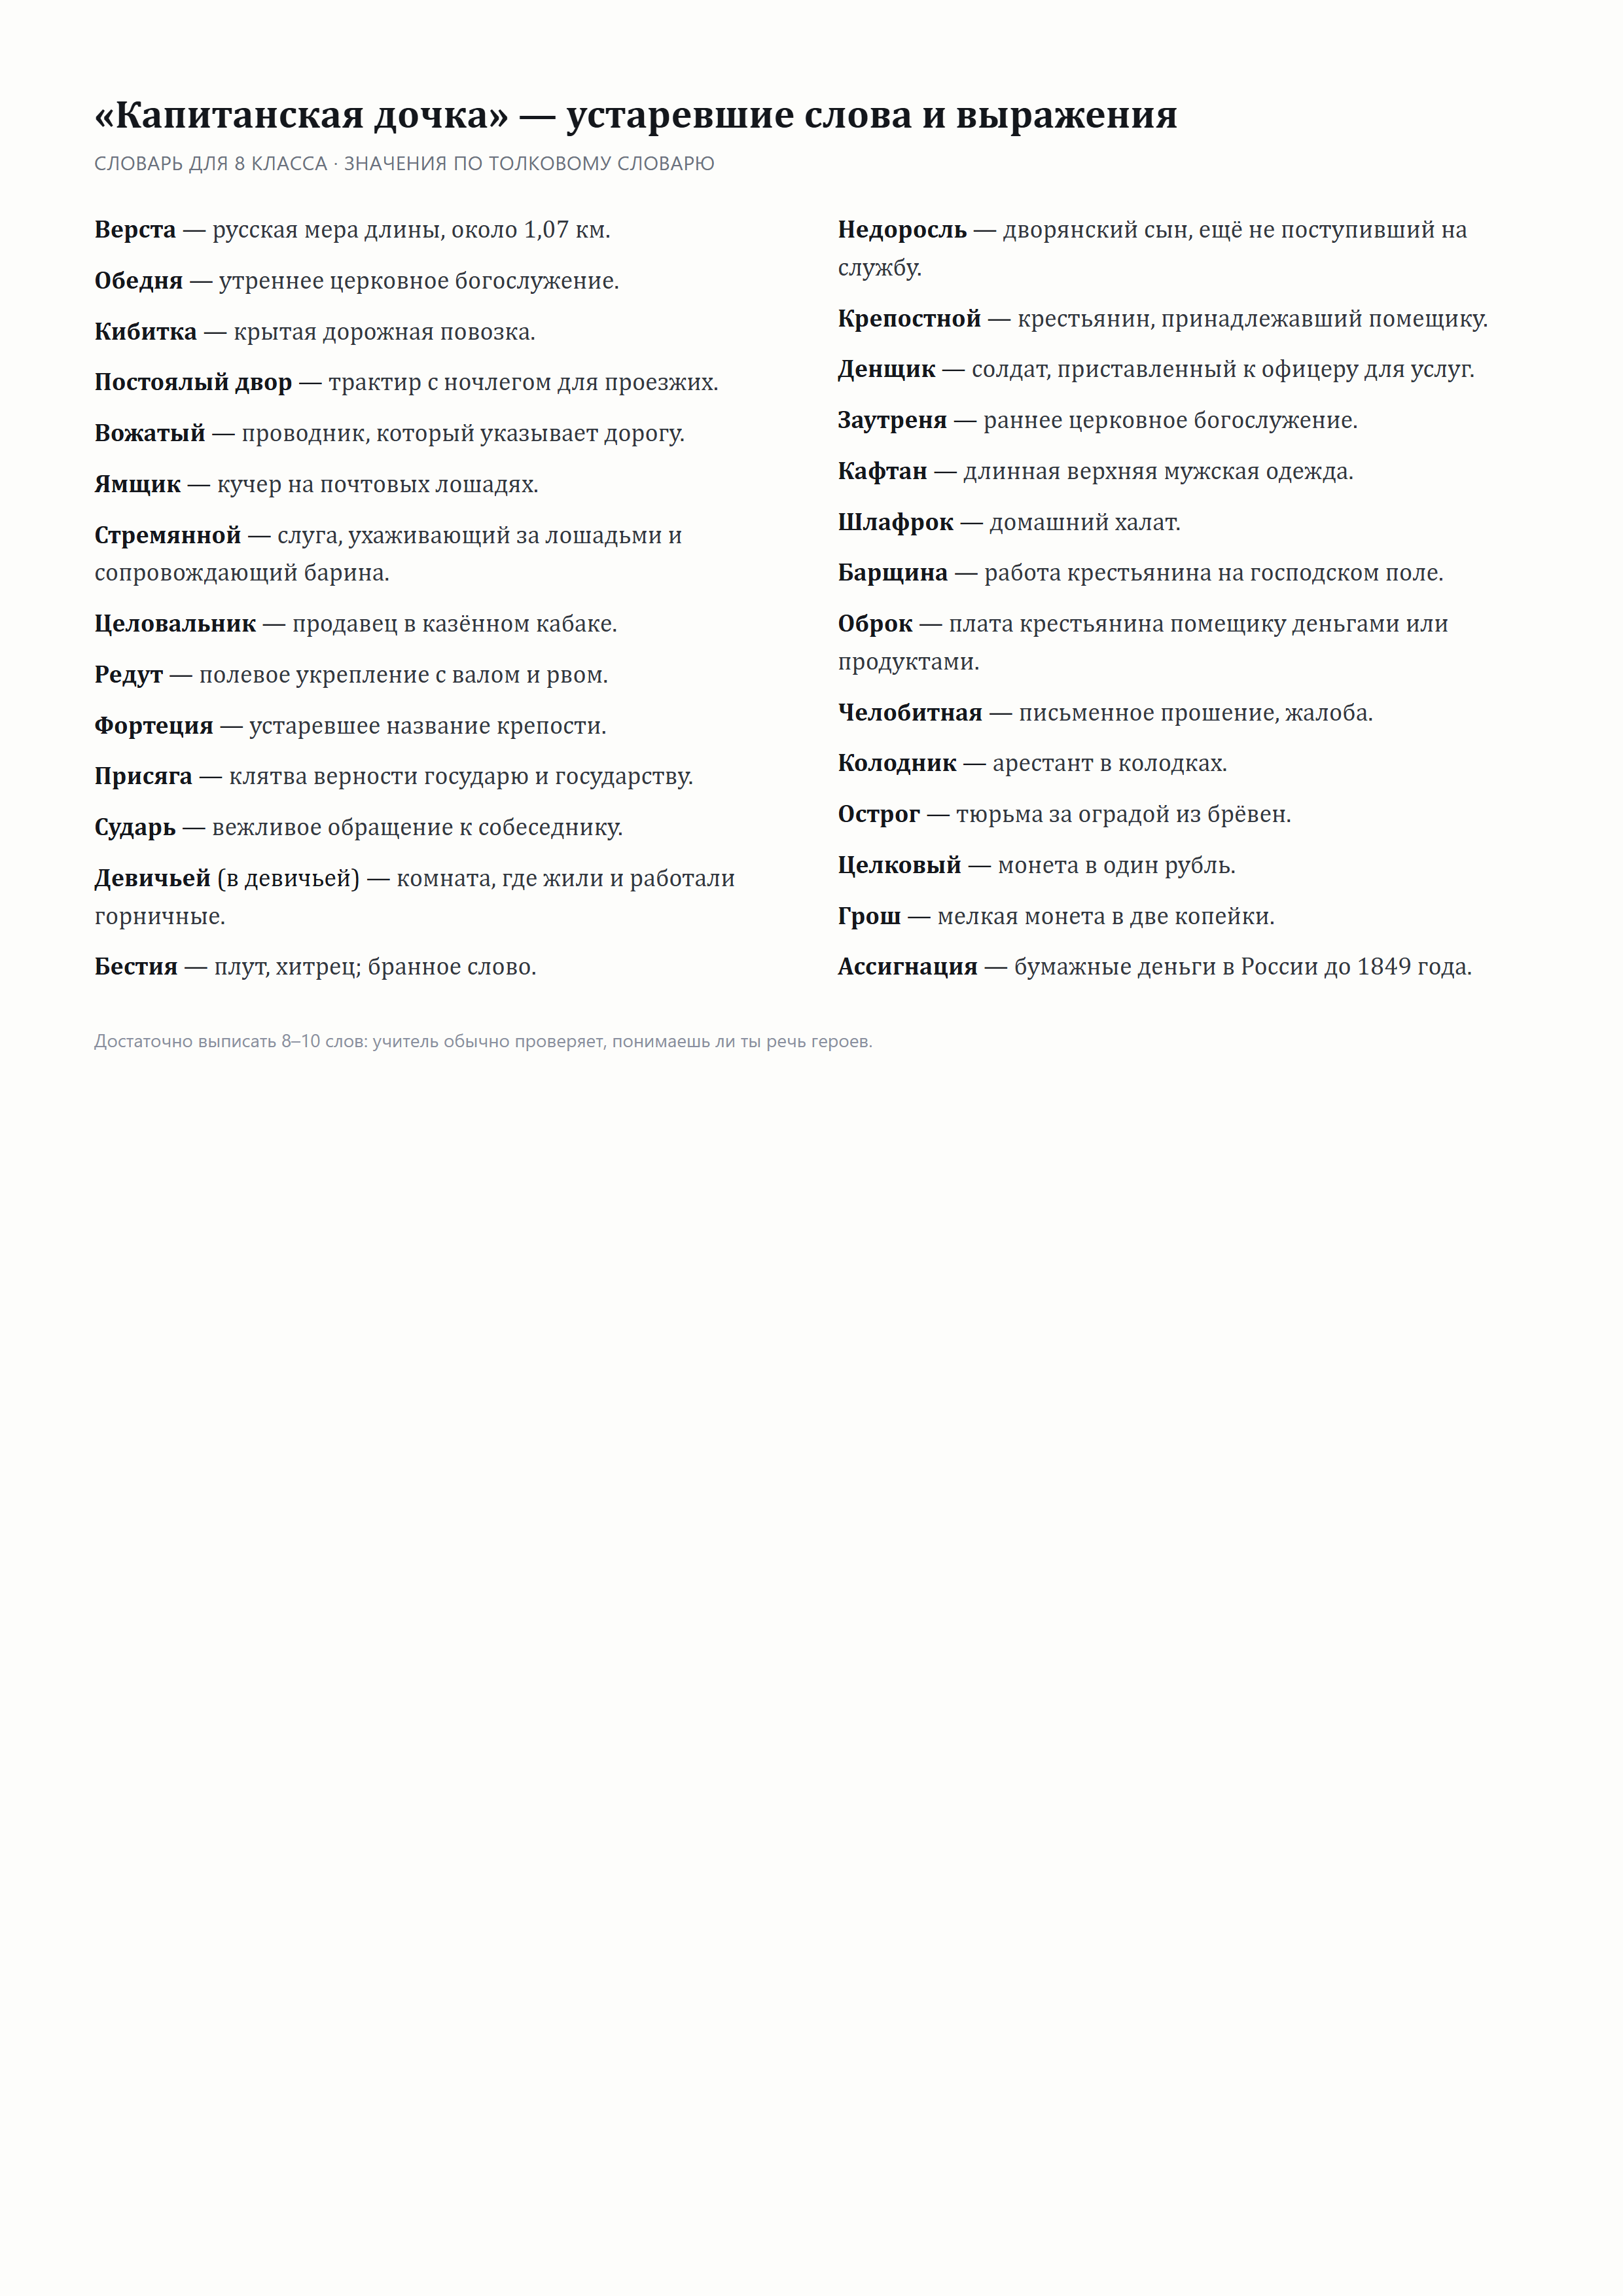 «Капитанская дочка» — устаревшие слова и выражения
СЛОВАРЬ ДЛЯ 8 КЛАССА · ЗНАЧЕНИЯ ПО ТОЛКОВОМУ СЛОВАРЮ
Верста — русская мера длины, около 1,07 км.
Обедня — утреннее церковное богослужение.
Кибитка — крытая дорожная повозка.
Постоялый двор — трактир с ночлегом для проезжих.
Вожатый — проводник, который указывает дорогу.
Ямщик — кучер на почтовых лошадях.
Стремянной — слуга, ухаживающий за лошадьми и
сопровождающий барина.
Целовальник — продавец в казённом кабаке.
Редут — полевое укрепление с валом и рвом.
Фортеция — устаревшее название крепости.
Присяга — клятва верности государю и государству.
Сударь — вежливое обращение к собеседнику.
Девичьей (в девичьей) — комната, где жили и работали
горничные.
Бестия — плут, хитрец; бранное слово.
Недоросль — дворянский сын, ещё не поступивший на
службу.
Крепостной — крестьянин, принадлежавший помещику.
Денщик — солдат, приставленный к офицеру для услуг.
Заутреня — раннее церковное богослужение.
Кафтан — длинная верхняя мужская одежда.
Шлафрок — домашний халат.
Барщина — работа крестьянина на господском поле.
Оброк — плата крестьянина помещику деньгами или
продуктами.
Челобитная — письменное прошение, жалоба.
Колодник — арестант в колодках.
Острог — тюрьма за оградой из брёвен.
Целковый — монета в один рубль.
Грош — мелкая монета в две копейки.
Ассигнация — бумажные деньги в России до 1849 года.
Достаточно выписать 8–10 слов: учитель обычно проверяет, понимаешь ли ты речь героев.